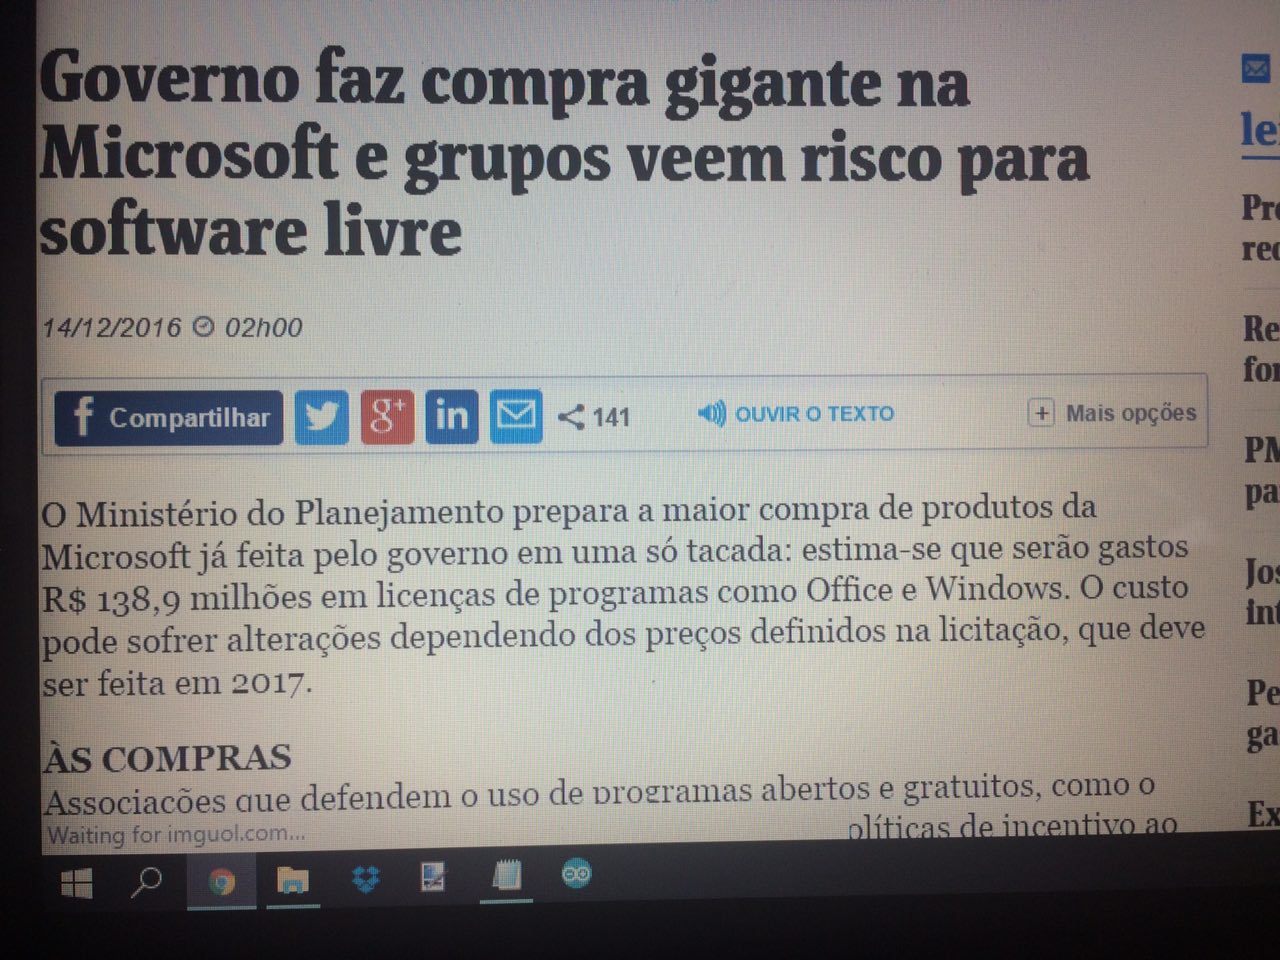 Governo faz compra gigante na
Microsoft e grupos veem risco para
software livre
14/12/2016 02h00
f Compartilhar
g+
in
141
OUVIR O TEXTO
+ Mais opções
O Ministério do Planejamento prepara a maior compra de produtos da
Microsoft já feita pelo governo em uma só tacada: estima-se que serão gastos
R$ 138,9 milhões em licenças de programas como Office e Windows. O custo
pode sofrer alterações dependendo dos preços definidos na licitação, que deve
ser feita em 2017.
ÀS COMPRAS
Associações que defendem o uso de programas abertos e gratuitos, como o
políticas de incentivo ao
Waiting for imguol.com...
le
Pr
re
Re
for
PM
pa
Jos
int
Pe
ga
Ex